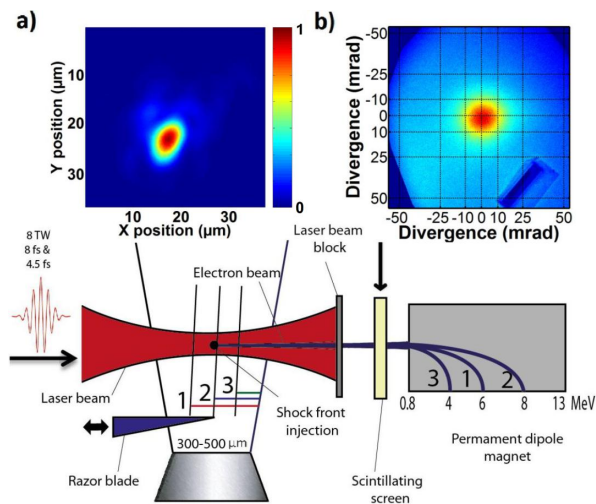 a)
b)
1
0
10
20
30
Y position (µm)
10
20
30
X position (µm)
-50
-25
-10
0
10
25
50
Divergence (mrad)
-50
-25
-10
0
10
25
50
Divergence (mrad)
8 TW
8 fs &
4.5 fs
Laser beam
block
Electron beam
1
2
3
Laser beam
Shock front
injection
300-500 µm
Razor blade
3
1
2
0.8
4
6
8
13
MeV
Permament dipole
magnet
Scintillating
screen